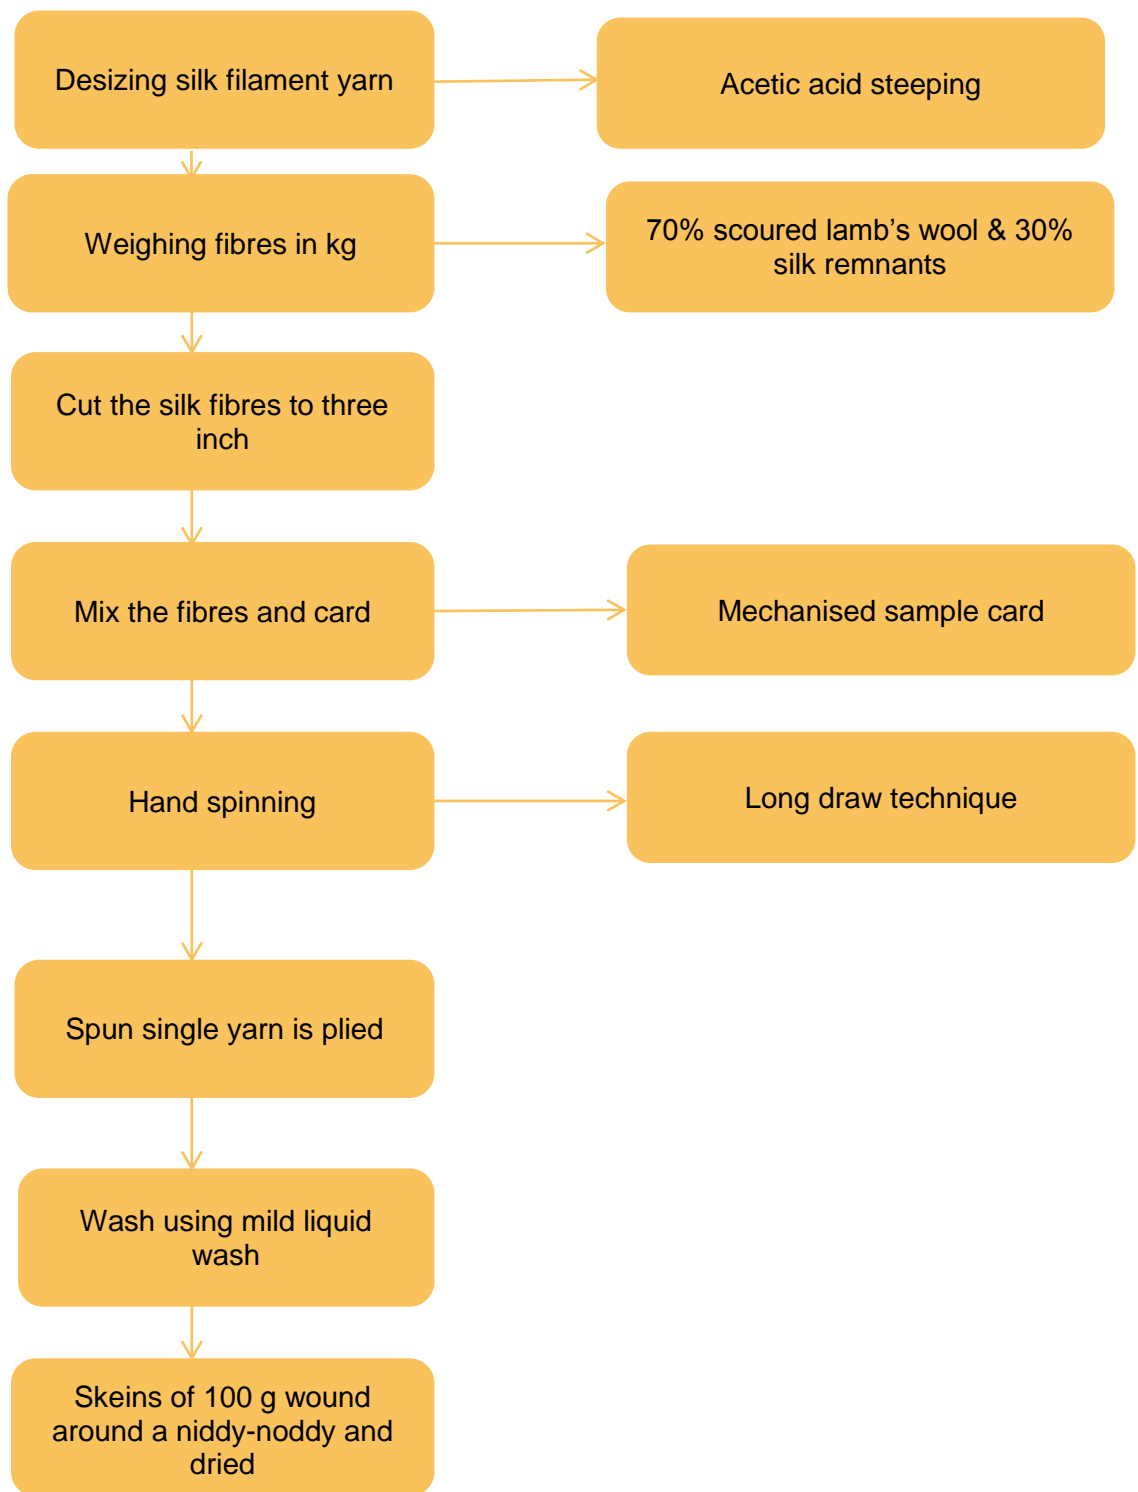 Desizing silk filament yarn
Acetic acid steeping
Weighing fibres in kg
70% scoured lamb’s wool & 30%
silk remnants
Cut the silk fibres to three
inch
Mix the fibres and card
Mechanised sample card
Hand spinning
Long draw technique
Spun single yarn is plied
Wash using mild liquid
wash
Skeins of 100 g wound
around a niddy-noddy and
dried